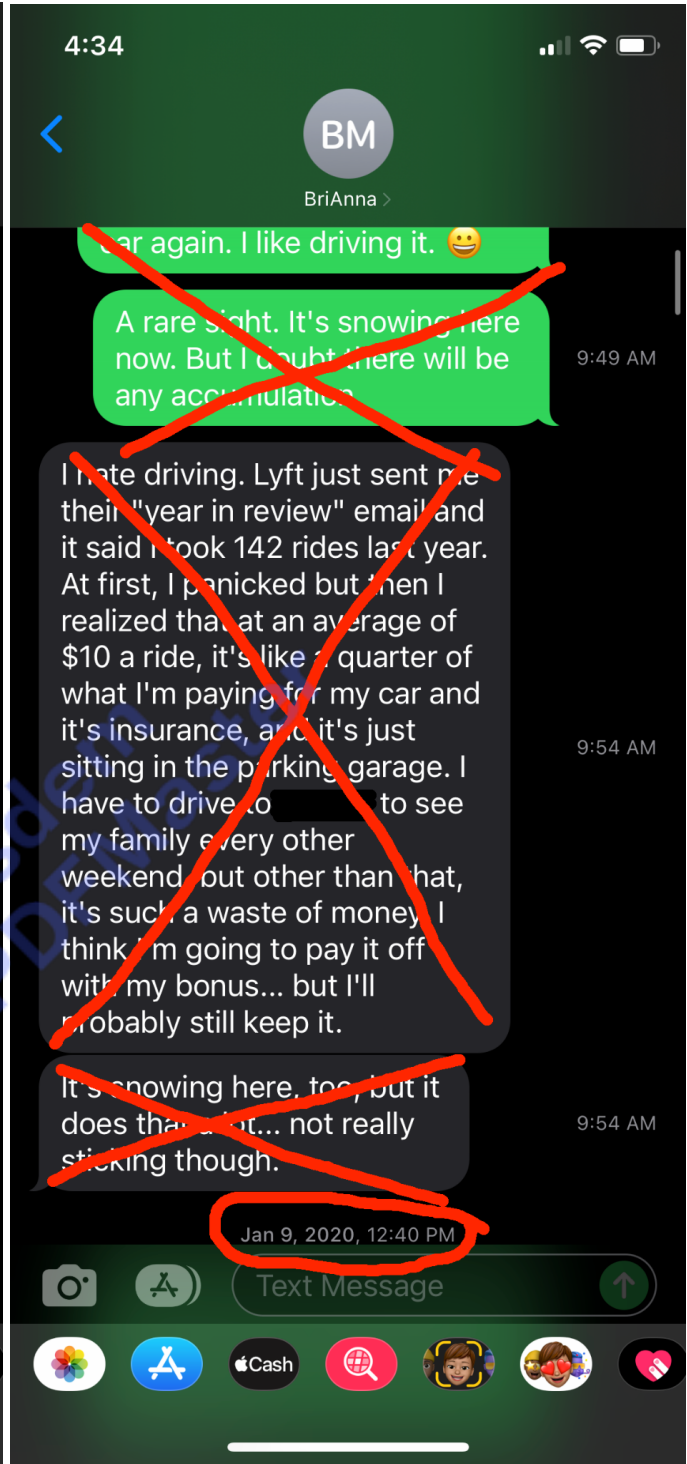 4:34
BM
BriAnna >
car again. I like driving it. 😀
A rare sight. It's snowing here
now. But I doubt there will be
any accumulation
9:49 AM
I hate driving. Lyft just sent me
their "year in review" email and
it said I took 142 rides last year.
At first, I panicked but then I
realized that at an average of
$10 a ride, it's like a quarter of
what I'm paying for my car and
it's insurance, and it's just
sitting in the parking garage. I
have to drive to to see
my family every other
weekend, but other than that,
it's such a waste of money. I
think I'm going to pay it off
with my bonus... but I'll
probably still keep it.
9:54 AM
It's snowing here, too, but it
does that a lot... not really
sticking though.
9:54 AM
Jan 9, 2020, 12:40 PM
Text Message
Cash
PDFMaster